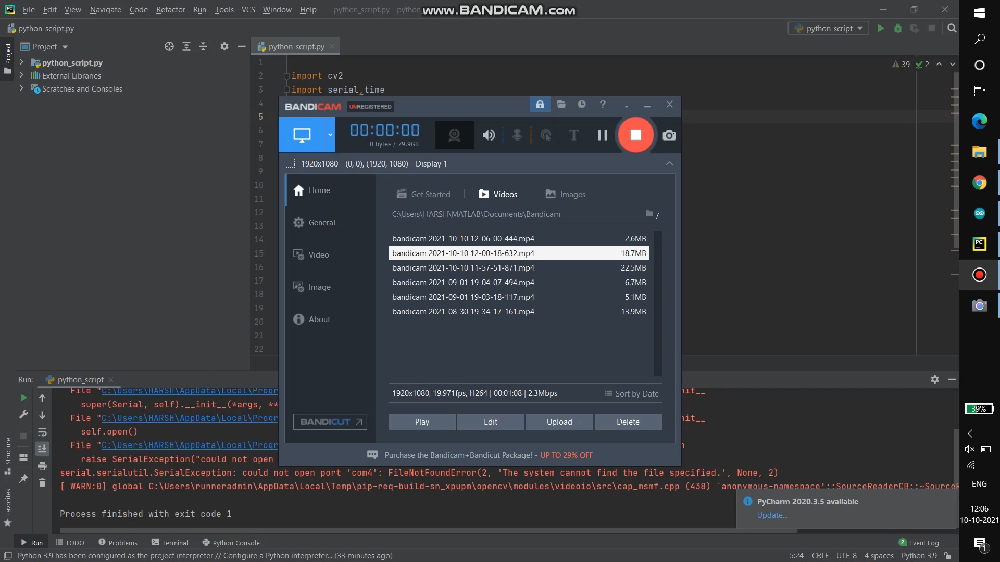 File Edit View Navigate Code Refactor Run Tools VCS Window Help python_script.py - python
www.BANDICAM.com
python_script.py
python_script
Project
python_script.py
39 2
python_script.py
External Libraries
Scratches and Consoles
Project
1
2 import cv2
3 import serial,time
4
5
6
7
8
9
10
11
12
13
14
15
16
17
18
19
20
21
22
BANDICAM UNREGISTERED
00:00:00
0 bytes / 79.9GB
1920x1080 - (0, 0), (1920, 1080) - Display 1
Home
General
Video
Image
About
BANDICUT
Get Started Videos Images
C:\Users\HARSH\MATLAB\Documents\Bandicam
bandicam 2021-10-10 12-06-00-444.mp4 2.6MB
bandicam 2021-10-10 12-00-18-632.mp4 18.7MB
bandicam 2021-10-10 11-57-51-871.mp4 22.5MB
bandicam 2021-09-01 19-04-07-494.mp4 6.7MB
bandicam 2021-09-01 19-03-18-117.mp4 5.1MB
bandicam 2021-08-30 19-34-17-161.mp4 13.9MB
1920x1080, 19.971fps, H264 | 00:01:08 | 2.3Mbps Sort by Date
Play Edit Upload Delete
Purchase the Bandicam+Bandicut Package! - UP TO 29% OFF
Run: python_script
File "C:\Users\HARSH\AppData\Local\Progr
super(Serial, self).__init__(*args, **
File "C:\Users\HARSH\AppData\Local\Progr
self.open()
File "C:\Users\HARSH\AppData\Local\Progr
raise SerialException("could not open
serial.serialutil.SerialException: could not open port 'com4': FileNotFoundError(2, 'The system cannot find the file specified.', None, 2)
[ WARN:0] global C:\Users\runneradmin\AppData\Local\Temp\pip-req-build-sn_xpupm\opencv\modules\videoio\src\cap_msmf.cpp (438) `anonymous-namespace'::SourceReaderCB::~SourceR
Process finished with exit code 1
PyCharm 2020.3.5 available
Update...
Structure
Favorites
Run TODO Problems Terminal Python Console
2 Event Log
Python 3.9 has been configured as the project interpreter // Configure a Python interpreter... (33 minutes ago)
5:24 CRLF UTF-8 4 spaces Python 3.9
39%
ENG
12:06
10-10-2021
1